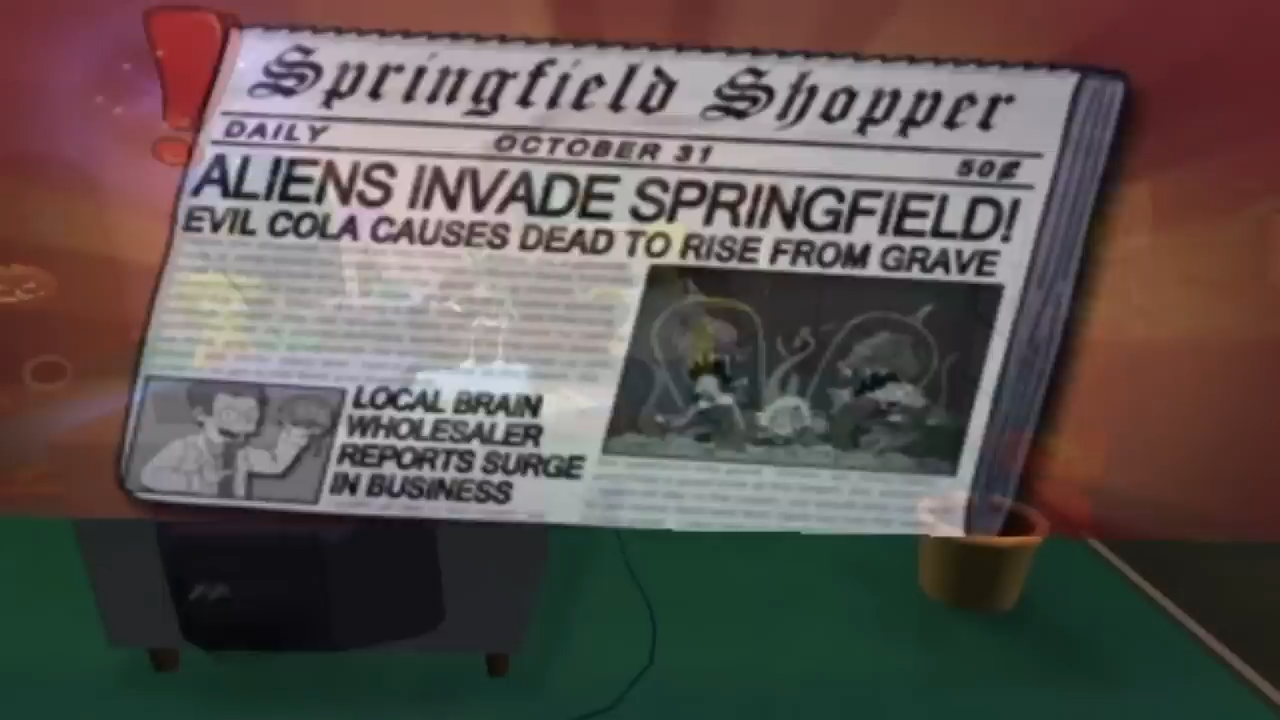 Springfield Shopper
DAILY OCTOBER 31 50¢
ALIENS INVADE SPRINGFIELD!
EVIL COLA CAUSES DEAD TO RISE FROM GRAVE
LOCAL BRAIN
WHOLESALER
REPORTS SURGE
IN BUSINESS